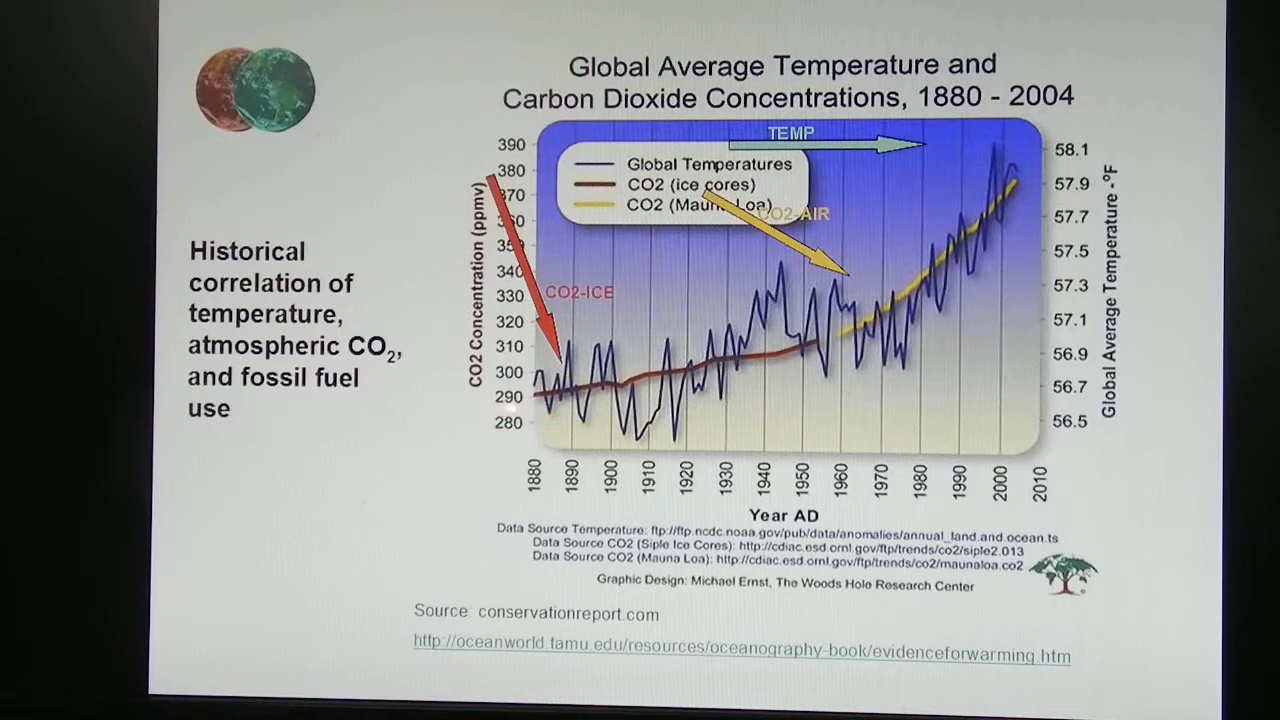 Global Average Temperature and
Carbon Dioxide Concentrations, 1880 - 2004
Historical
correlation of
temperature,
atmospheric CO2,
and fossil fuel
use
TEMP
Global Temperatures
CO2 (ice cores)
CO2 (Mauna Loa)
CO2-AIR
CO2-ICE
CO2 Concentration (ppmv)
390
380
370
360
350
340
330
320
310
300
290
280
58.1
57.9
57.7
57.5
57.3
57.1
56.9
56.7
56.5
Global Average Temperature -°F
1880 1890 1900 1910 1920 1930 1940 1950 1960 1970 1980 1990 2000 2010
Year AD
Data Source Temperature: ftp://ftp.ncdc.noaa.gov/pub/data/anomalies/annual_land.and.ocean.ts
Data Source CO2 (Siple Ice Cores): http://cdiac.esd.ornl.gov/ftp/trends/co2/siple2.013
Data Source CO2 (Mauna Loa): http://cdiac.esd.ornl.gov/ftp/trends/co2/maunaloa.co2
Graphic Design: Michael Ernst, The Woods Hole Research Center
Source: conservationreport.com
http://oceanworld.tamu.edu/resources/oceanography-book/evidenceforwarming.htm